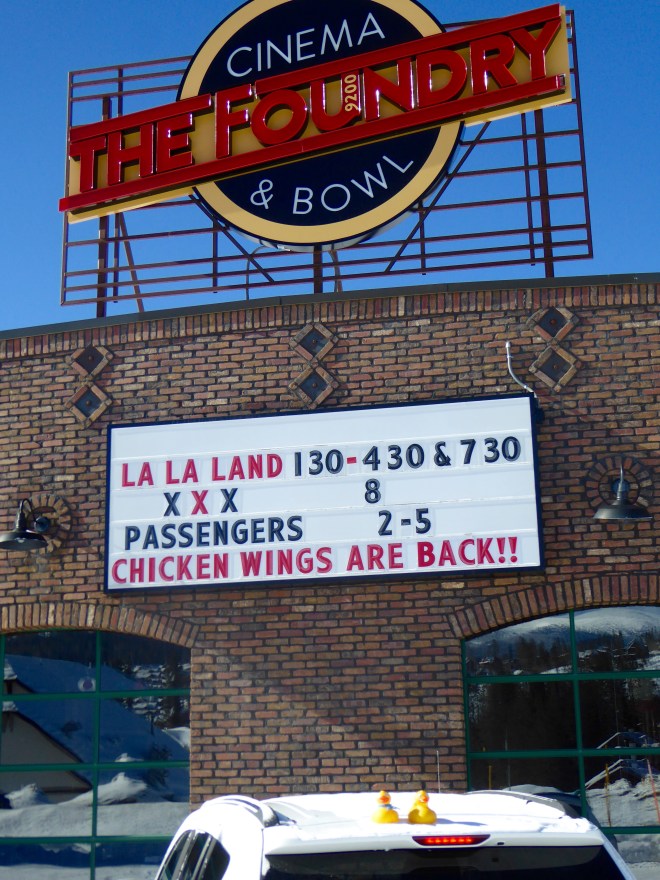 CINEMA
THE FOUNDRY
9200
& BOWL
LA LA LAND 130-430 & 730
X X X 8
PASSENGERS 2-5
CHICKEN WINGS ARE BACK!!